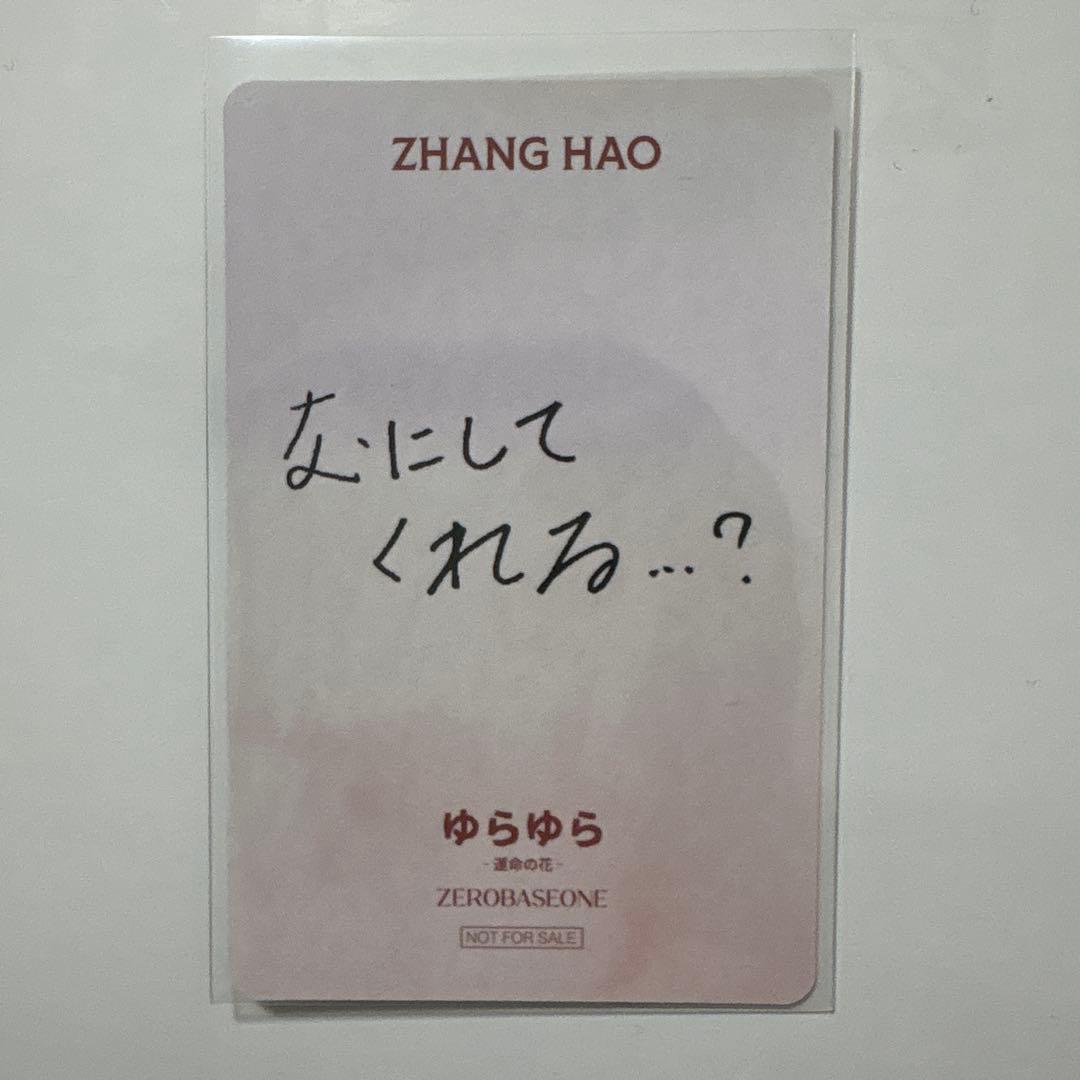 ZHANG HAO
なにして
くれる...?
ゆらゆら
-運命の花-
ZEROBASEONE
NOT FOR SALE